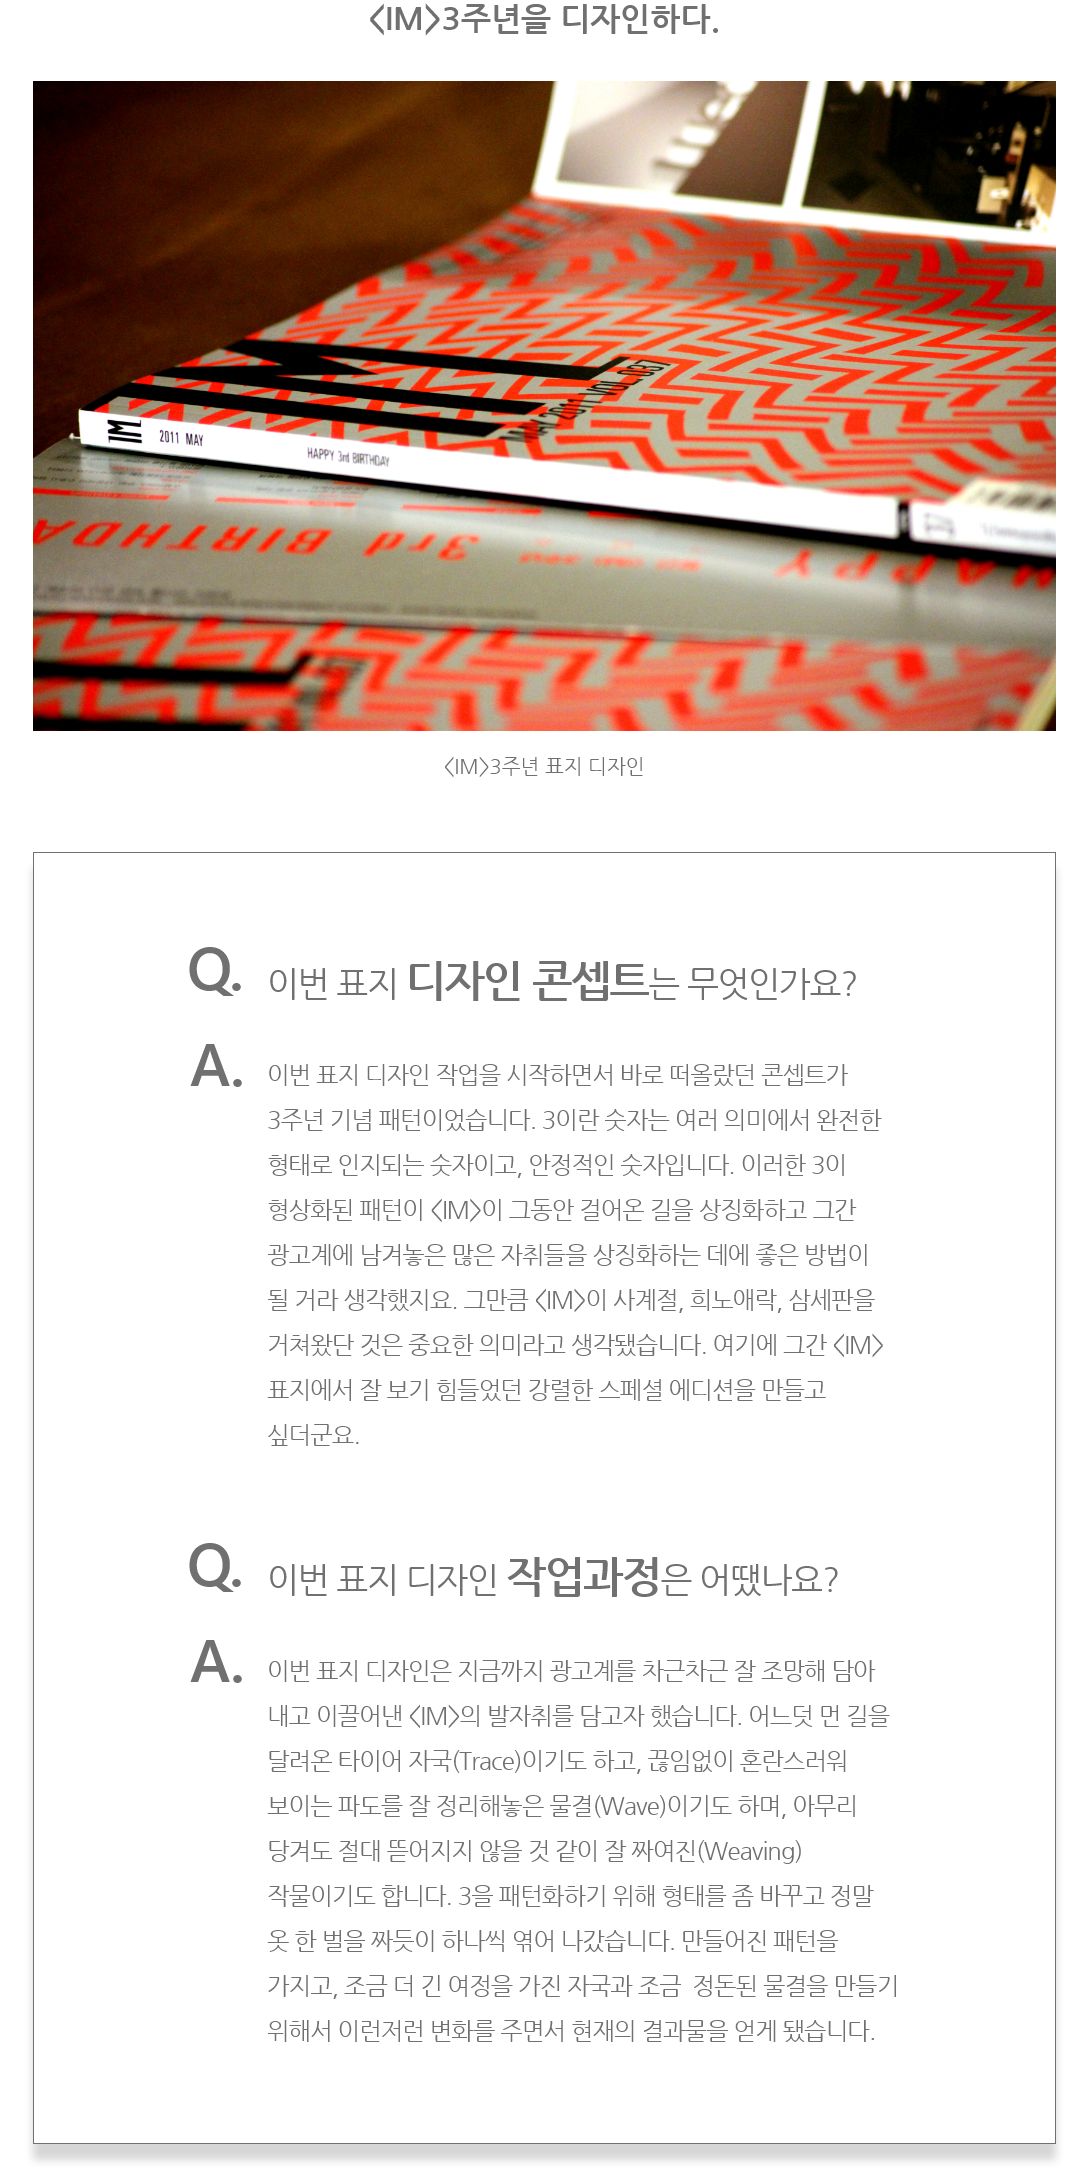 <IM>3주년을 디자인하다.
MAY 2011 VOL. 037
IM 2011 MAY HAPPY 3rd BIRTHDAY
HAPPY 3rd BIRTHDAY
<IM>3주년 표지 디자인
Q. 이번 표지 디자인 콘셉트는 무엇인가요?
A. 이번 표지 디자인 작업을 시작하면서 바로 떠올랐던 콘셉트가
3주년 기념 패턴이었습니다. 3이란 숫자는 여러 의미에서 완전한
형태로 인지되는 숫자이고, 안정적인 숫자입니다. 이러한 3이
형상화된 패턴이 <IM>이 그동안 걸어온 길을 상징화하고 그간
광고계에 남겨놓은 많은 자취들을 상징화하는 데에 좋은 방법이
될 거라 생각했지요. 그만큼 <IM>이 사계절, 희노애락, 삼세판을
거쳐왔단 것은 중요한 의미라고 생각됐습니다. 여기에 그간 <IM>
표지에서 잘 보기 힘들었던 강렬한 스페셜 에디션을 만들고
싶더군요.
Q. 이번 표지 디자인 작업과정은 어땠나요?
A. 이번 표지 디자인은 지금까지 광고계를 차근차근 잘 조망해 담아
내고 이끌어낸 <IM>의 발자취를 담고자 했습니다. 어느덧 먼 길을
달려온 타이어 자국(Trace)이기도 하고, 끊임없이 혼란스러워
보이는 파도를 잘 정리해놓은 물결(Wave)이기도 하며, 아무리
당겨도 절대 뜯어지지 않을 것 같이 잘 짜여진(Weaving)
작물이기도 합니다. 3을 패턴화하기 위해 형태를 좀 바꾸고 정말
옷 한 벌을 짜듯이 하나씩 엮어 나갔습니다. 만들어진 패턴을
가지고, 조금 더 긴 여정을 가진 자국과 조금  정돈된 물결을 만들기
위해서 이런저런 변화를 주면서 현재의 결과물을 얻게 됐습니다.